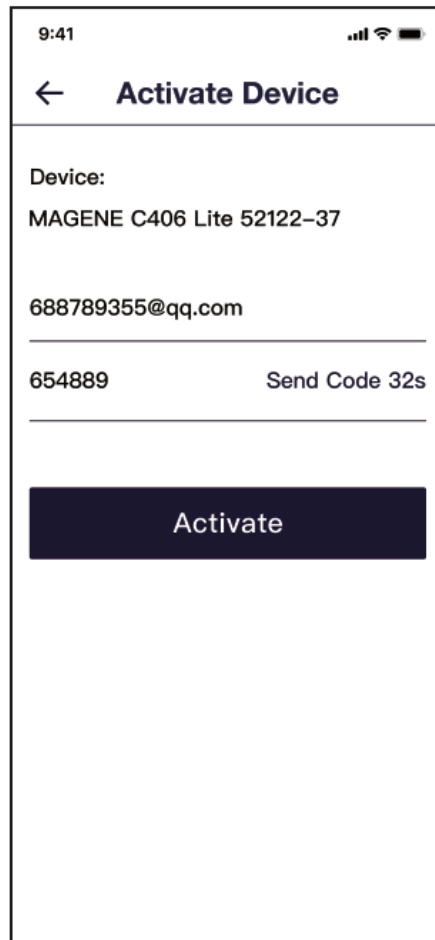 9:41
Activate Device
Device:
MAGENE C406 Lite 52122-37
688789355@qq.com
654889 Send Code 32s
Activate